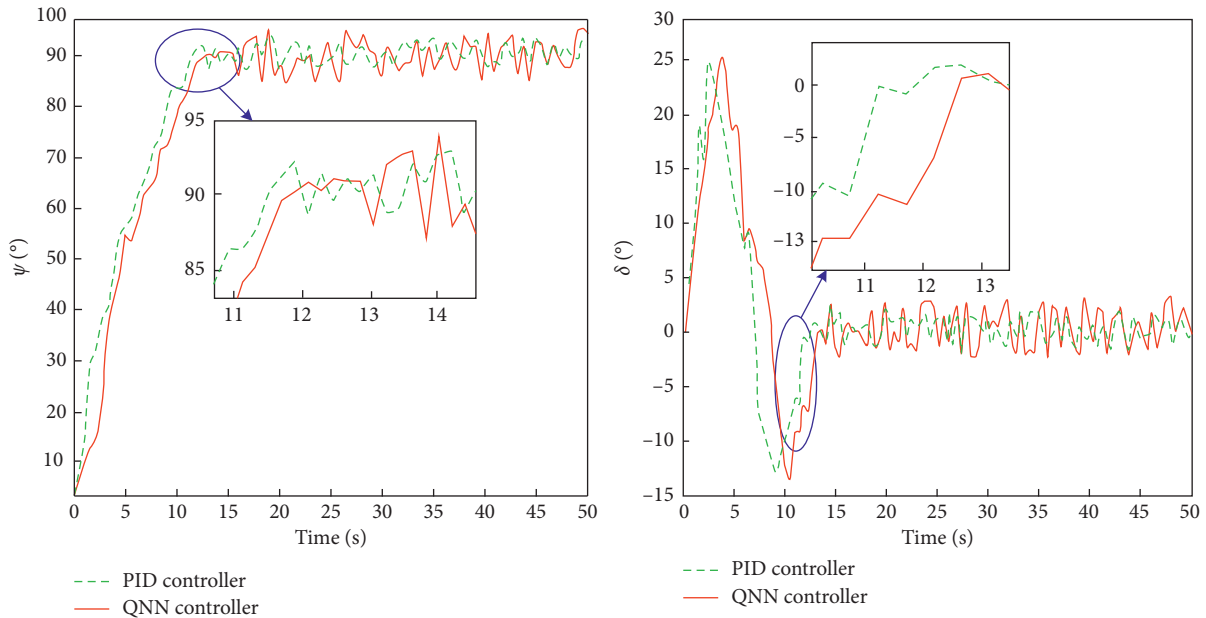 100
90
80
70
60
50
40
30
20
10
ψ (°)
0 5 10 15 20 25 30 35 40 45 50
Time (s)
95
90
85
11 12 13 14
PID controller
QNN controller
30
25
20
15
10
5
0
−5
−10
−15
δ (°)
0 5 10 15 20 25 30 35 40 45 50
Time (s)
0
−5
−10
−13
11 12 13
PID controller
QNN controller